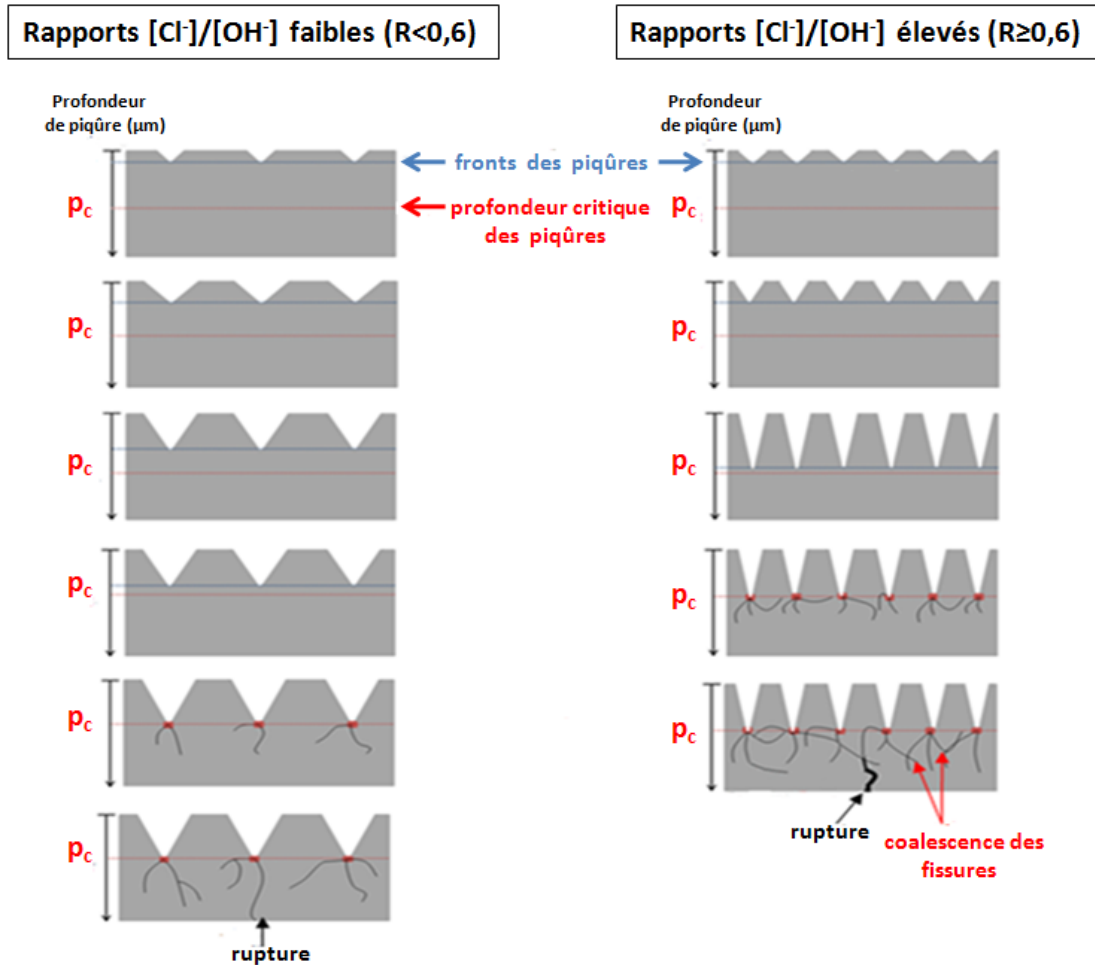 Rapports [Cl⁻]/[OH⁻] faibles (R<0,6)
Rapports [Cl⁻]/[OH⁻] élevés (R≥0,6)
Profondeur
de piqûre (µm)
Profondeur
de piqûre (µm)
fronts des piqûres
profondeur critique
des piqûres
Pc
Pc
Pc
Pc
Pc
Pc
rupture
Pc
Pc
Pc
Pc
Pc
rupture
coalescence des
fissures